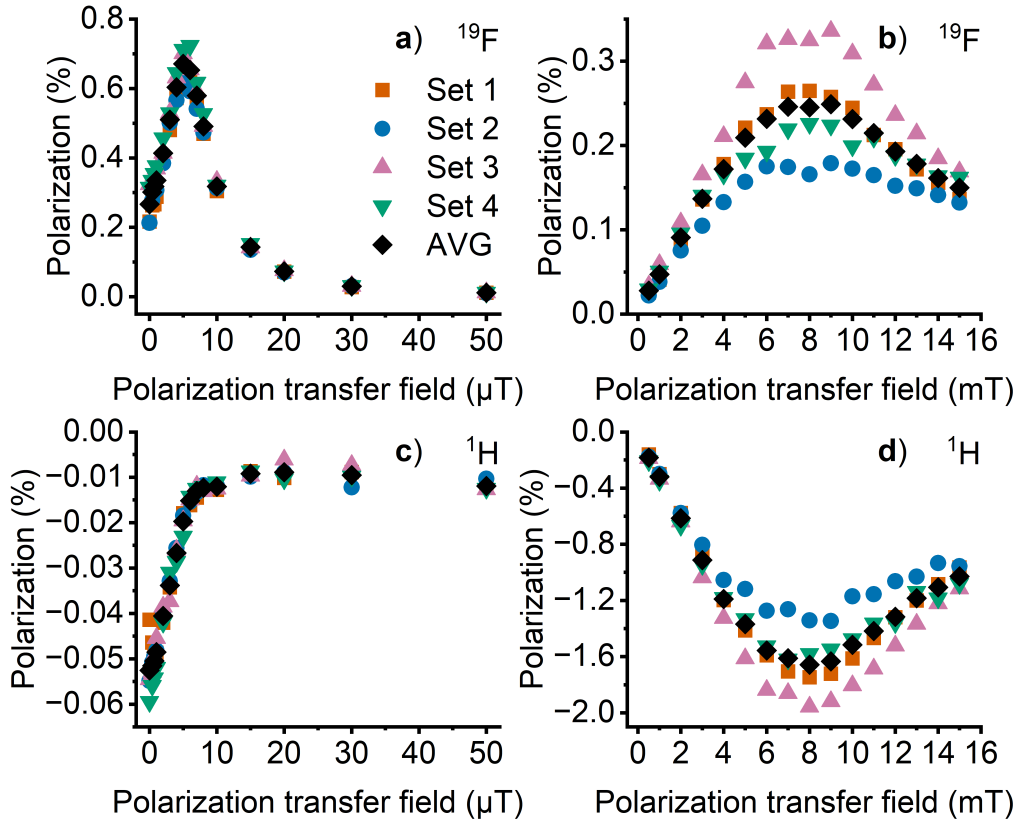 a) ¹⁹F
Polarization (%)
0.8
0.6
0.4
0.2
0.0
Set 1
Set 2
Set 3
Set 4
AVG
0 10 20 30 40 50
Polarization transfer field (µT)
b) ¹⁹F
Polarization (%)
0.3
0.2
0.1
0.0
0 2 4 6 8 10 12 14 16
Polarization transfer field (mT)
c) ¹H
Polarization (%)
0.00
−0.01
−0.02
−0.03
−0.04
−0.05
−0.06
0 10 20 30 40 50
Polarization transfer field (µT)
d) ¹H
Polarization (%)
0.0
−0.4
−0.8
−1.2
−1.6
−2.0
0 2 4 6 8 10 12 14 16
Polarization transfer field (mT)